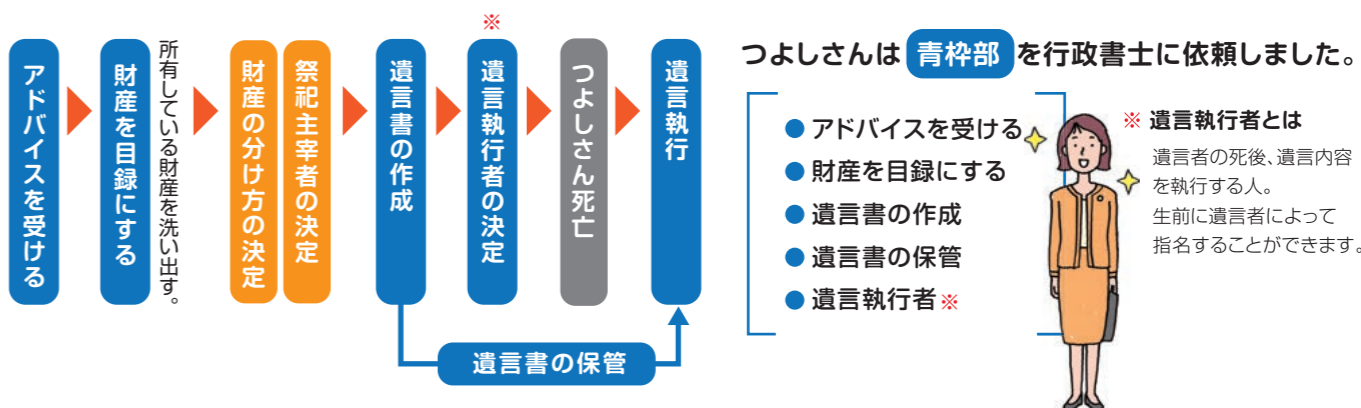 アドバイスを受ける
財産を目録にする
所有している財産を洗い出す。
財産の分け方の決定
祭祀主宰者の決定
遺言書の作成
※
遺言執行者の決定
つよしさん死亡
遺言執行
遺言書の保管
つよしさんは 青枠部 を行政書士に依頼しました。
● アドバイスを受ける
● 財産を目録にする
● 遺言書の作成
● 遺言書の保管
● 遺言執行者※
※ 遺言執行者とは
遺言者の死後、遺言内容
を執行する人。
生前に遺言者によって
指名することができます。